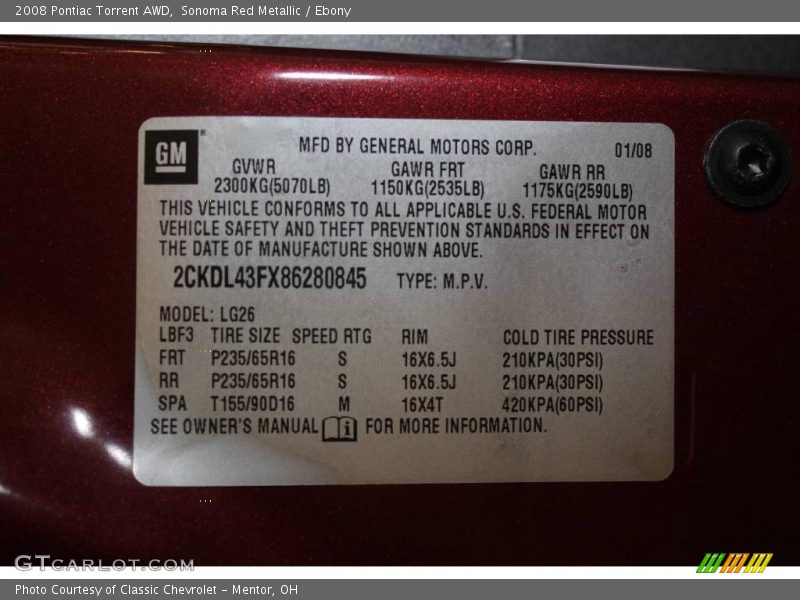 2008 Pontiac Torrent AWD, Sonoma Red Metallic / Ebony
GM ®
MFD BY GENERAL MOTORS CORP. 01/08
GVWR GAWR FRT GAWR RR
2300KG(5070LB) 1150KG(2535LB) 1175KG(2590LB)
THIS VEHICLE CONFORMS TO ALL APPLICABLE U.S. FEDERAL MOTOR
VEHICLE SAFETY AND THEFT PREVENTION STANDARDS IN EFFECT ON
THE DATE OF MANUFACTURE SHOWN ABOVE.
2CKDL43FX86280845 TYPE: M.P.V.
MODEL: LG26
LBF3 TIRE SIZE SPEED RTG RIM COLD TIRE PRESSURE
FRT P235/65R16 S 16X6.5J 210KPA(30PSI)
RR P235/65R16 S 16X6.5J 210KPA(30PSI)
SPA T155/90D16 M 16X4T 420KPA(60PSI)
SEE OWNER'S MANUAL i FOR MORE INFORMATION.
GTCARLOT.COM
Photo Courtesy of Classic Chevrolet - Mentor, OH